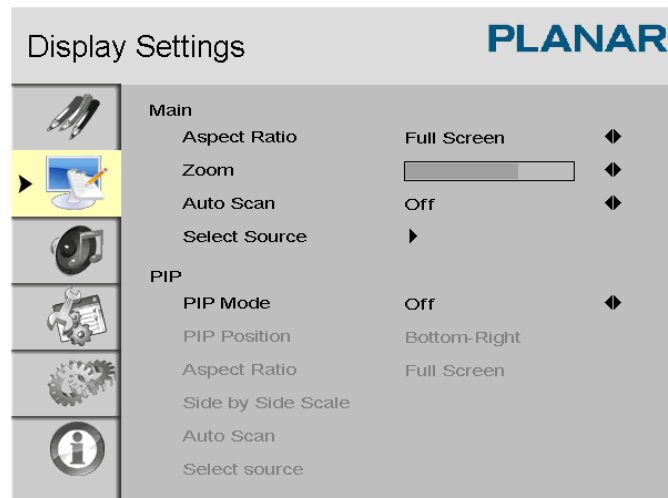 Display Settings PLANAR
Main
Aspect Ratio Full Screen
Zoom
Auto Scan Off
Select Source
PIP
PIP Mode Off
PIP Position Bottom-Right
Aspect Ratio Full Screen
Side by Side Scale
Auto Scan
Select source